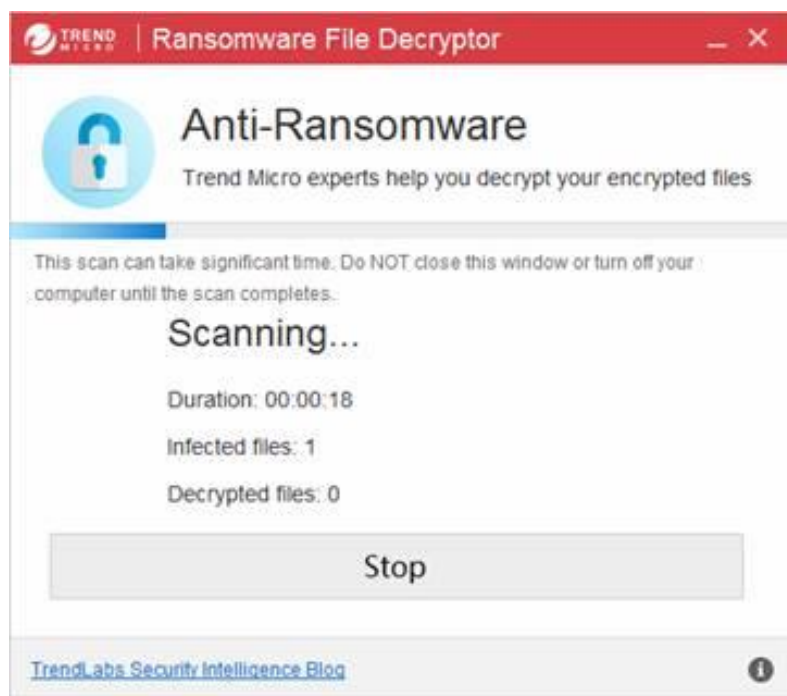 TREND MICRO | Ransomware File Decryptor
Anti-Ransomware
Trend Micro experts help you decrypt your encrypted files
This scan can take significant time. Do NOT close this window or turn off your
computer until the scan completes.
Scanning...
Duration: 00:00:18
Infected files: 1
Decrypted files: 0
Stop
TrendLabs Security Intelligence Blog